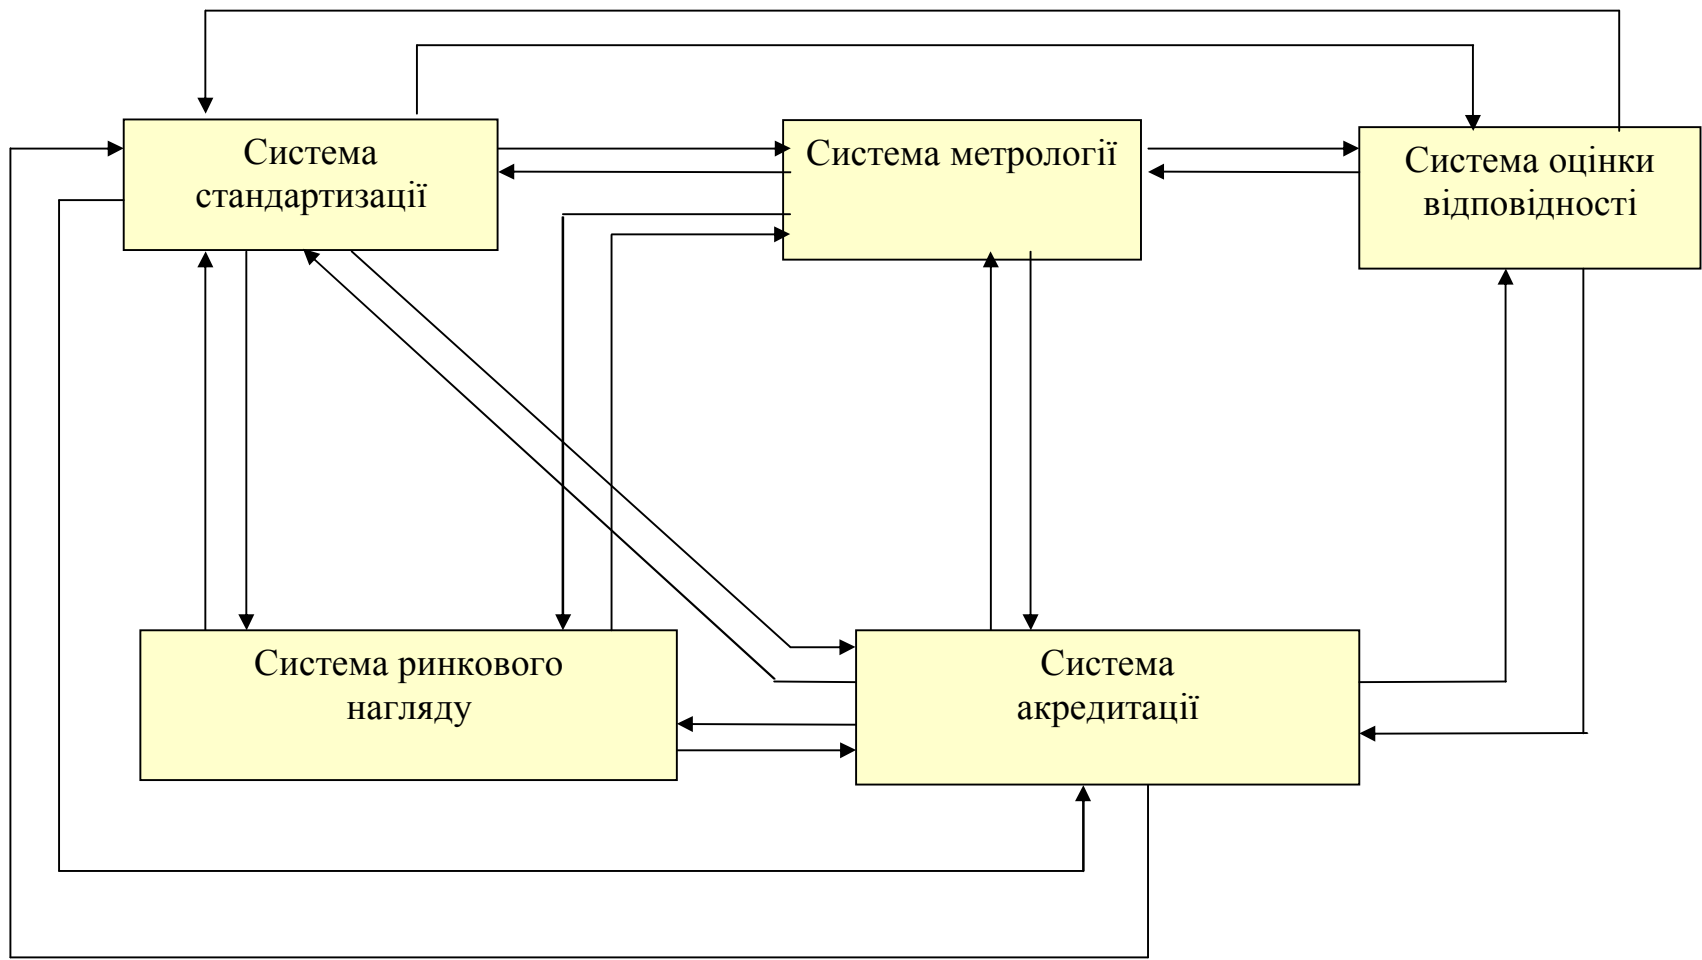 Система
стандартизації
Система метрології
Система оцінки
відповідності
Система ринкового
нагляду
Система
акредитації